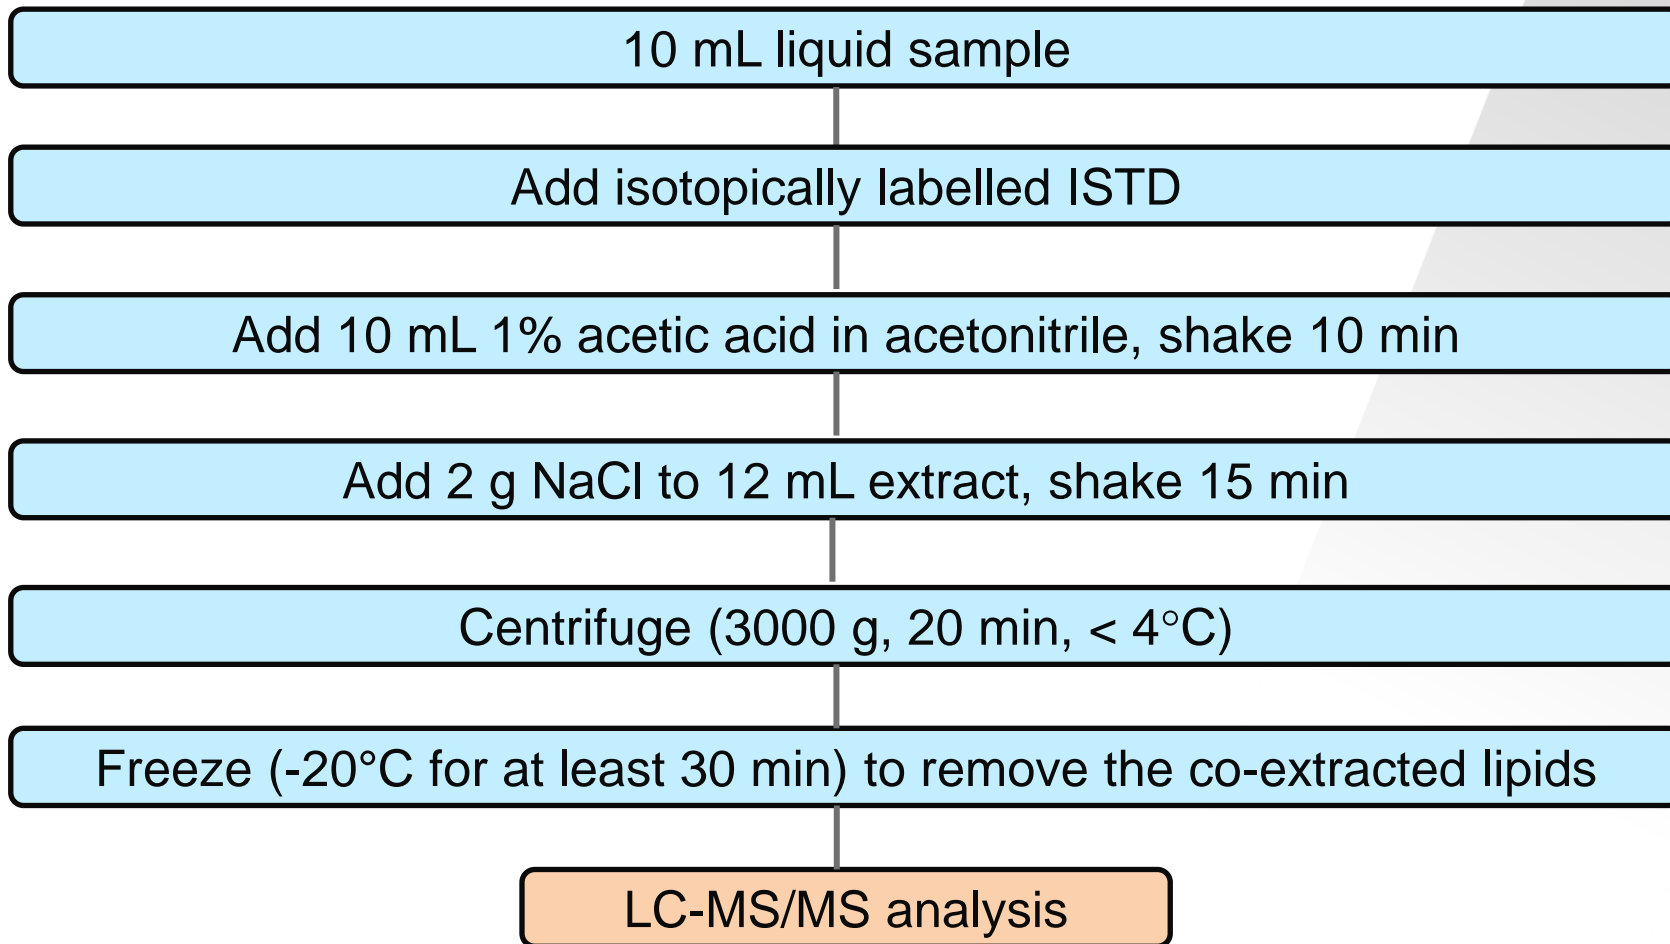 10 mL liquid sample
Add isotopically labelled ISTD
Add 10 mL 1% acetic acid in acetonitrile, shake 10 min
Add 2 g NaCl to 12 mL extract, shake 15 min
Centrifuge (3000 g, 20 min, < 4°C)
Freeze (-20°C for at least 30 min) to remove the co-extracted lipids
LC-MS/MS analysis